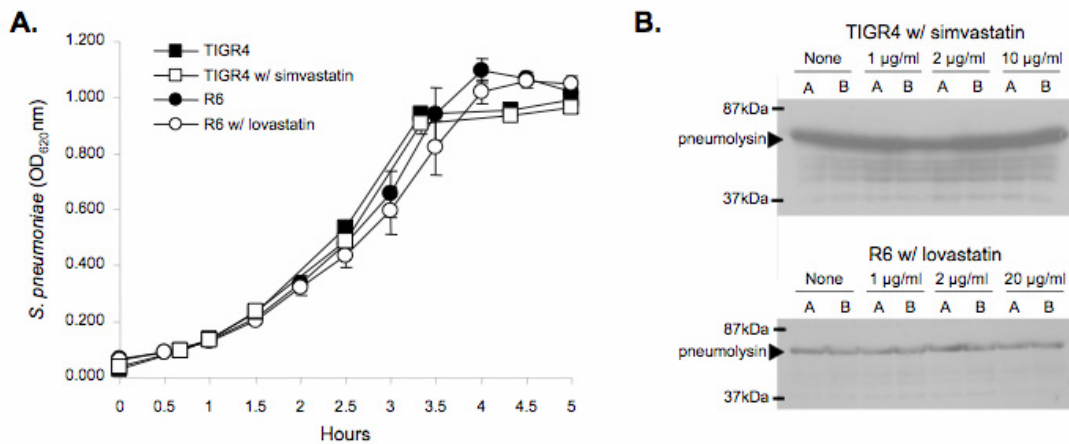 A.
S. pneumoniae (OD620nm)
1.200
1.000
0.800
0.600
0.400
0.200
0.000
TIGR4
TIGR4 w/ simvastatin
R6
R6 w/ lovastatin
0 0.5 1 1.5 2 2.5 3 3.5 4 4.5 5
Hours
B.
TIGR4 w/ simvastatin
None 1 µg/ml 2 µg/ml 10 µg/ml
A B A B A B A B
87kDa
pneumolysin
37kDa
R6 w/ lovastatin
None 1 µg/ml 2 µg/ml 20 µg/ml
A B A B A B A B
87kDa
pneumolysin
37kDa